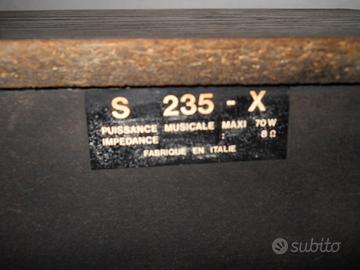 S 235 - X
PUISSANCE MUSICALE MAXI 70 W
IMPEDANCE : 8 Ω
FABRIQUE EN ITALIE
subito